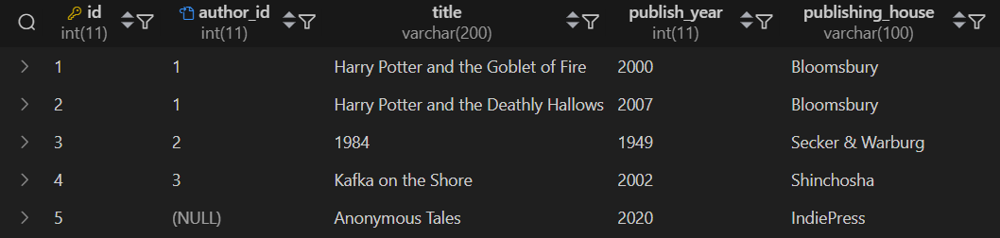 id author_id title publish_year publishing_house
int(11) int(11) varchar(200) int(11) varchar(100)
1 1 Harry Potter and the Goblet of Fire 2000 Bloomsbury
2 1 Harry Potter and the Deathly Hallows 2007 Bloomsbury
3 2 1984 1949 Secker & Warburg
4 3 Kafka on the Shore 2002 Shinchosha
5 (NULL) Anonymous Tales 2020 IndiePress